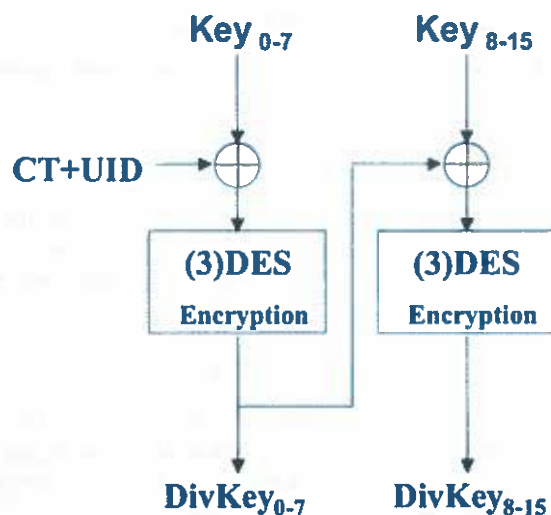 Key 0-7 Key 8-15
CT+UID
(3)DES (3)DES
Encryption Encryption
DivKey0-7 DivKey8-15